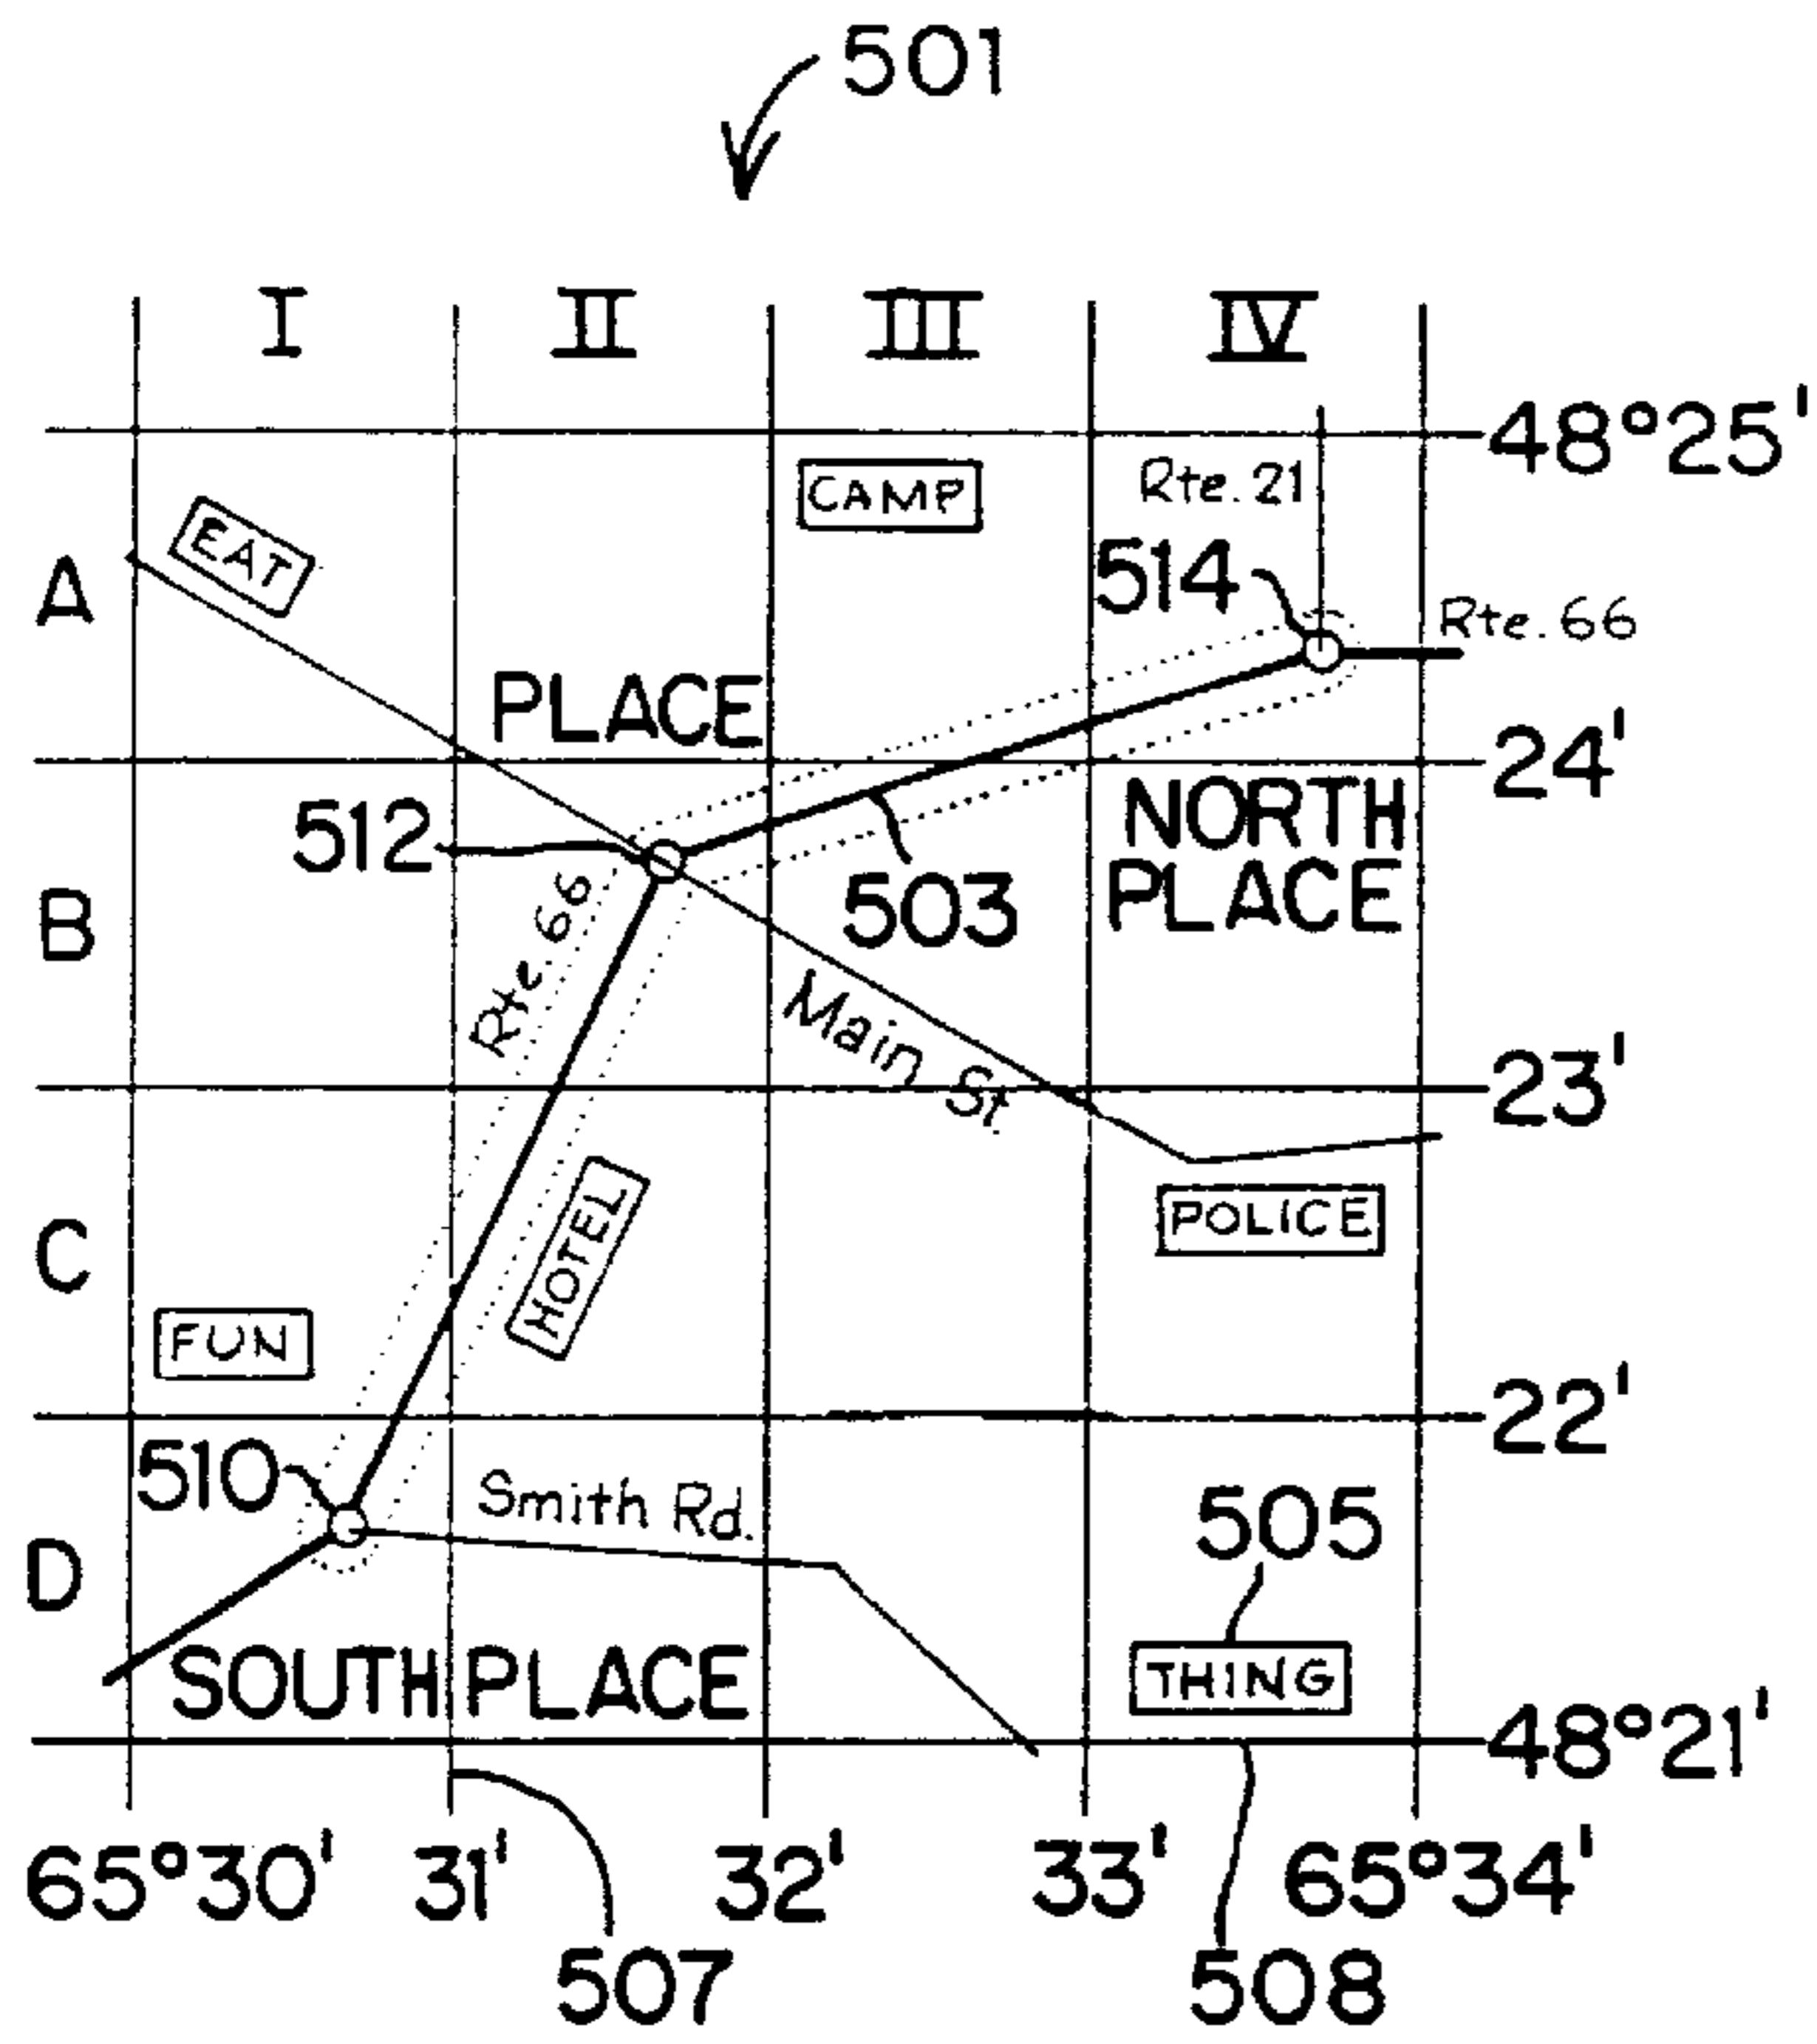 501
I II III IV
48°25'
CAMP
Rte. 21
EAT
514
A
Rte. 66
PLACE
24'
NORTH
PLACE
512
503
Rte. 66
B
Main St.
23'
HOTEL
POLICE
C
FUN
22'
510
Smith Rd.
505
D
THING
SOUTH PLACE
48°21'
65°30' 31' 32' 33' 65°34'
507 508